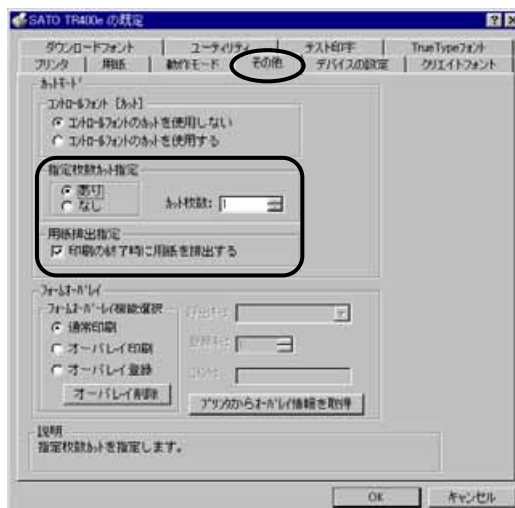 SATO TR400e の既定
ダウンロードフォント ユーティリティ テスト印字 TrueTypeフォント
プリンタ 用紙 動作モード その他 デバイスの設定 クリエイトフォント
カットモード
コントロールフォント [カット]
コントロールフォントのカットを使用しない
コントロールフォントのカットを使用する
指定枚数カット指定
あり
なし
カット枚数: 1
用紙排出指定
印刷の終了時に用紙を排出する
フォームオーバレイ
フォームオーバーレイ機能選択
通常印刷
オーバレイ印刷
オーバレイ登録
オーバレイ削除
プリンタからオーバレイ情報を取得
説明
指定枚数カットを指定します。
OK キャンセル